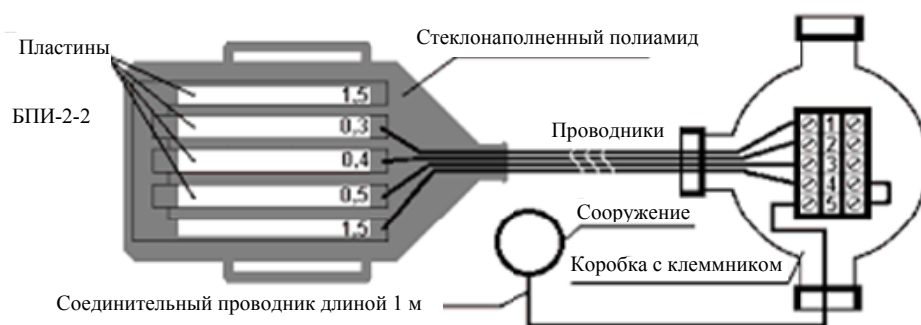 Пластины
Стеклонаполненный полиамид
БПИ-2-2
1,5
0,3
0,4
0,5
1,5
Проводники
1
2
3
4
5
Сооружение
Коробка с клеммником
Соединительный проводник длиной 1 м